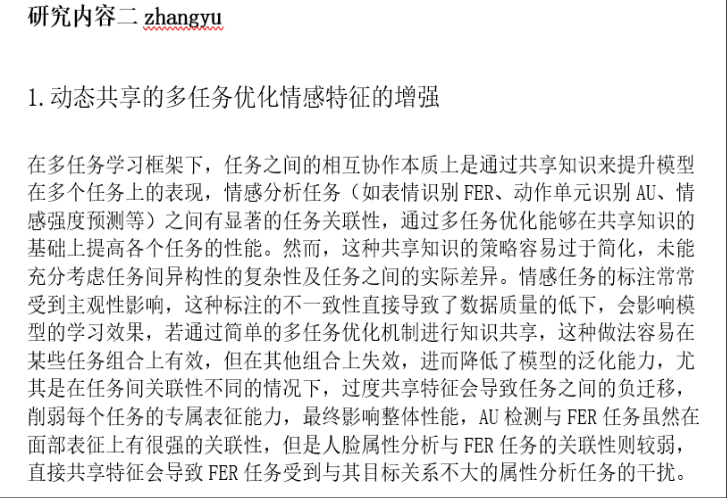 研究内容二 zhangyu
1.动态共享的多任务优化情感特征的增强
在多任务学习框架下，任务之间的相互协作本质上是通过共享知识来提升模型
在多个任务上的表现，情感分析任务（如表情识别 FER、动作单元识别 AU、情
感强度预测等）之间有显著的任务关联性，通过多任务优化能够在共享知识的
基础上提高各个任务的性能。然而，这种共享知识的策略容易过于简化，未能
充分考虑任务间异构性的复杂性及任务之间的实际差异。情感任务的标注常常
受到主观性影响，这种标注的不一致性直接导致了数据质量的低下，会影响模
型的学习效果，若通过简单的多任务优化机制进行知识共享，这种做法容易在
某些任务组合上有效，但在其他组合上失效，进而降低了模型的泛化能力，尤
其是在任务间关联性不同的情况下，过度共享特征会导致任务之间的负迁移，
削弱每个任务的专属表征能力，最终影响整体性能，AU 检测与 FER 任务虽然在
面部表征上有很强的关联性，但是人脸属性分析与 FER 任务的关联性则较弱，
直接共享特征会导致 FER 任务受到与其目标关系不大的属性分析任务的干扰。